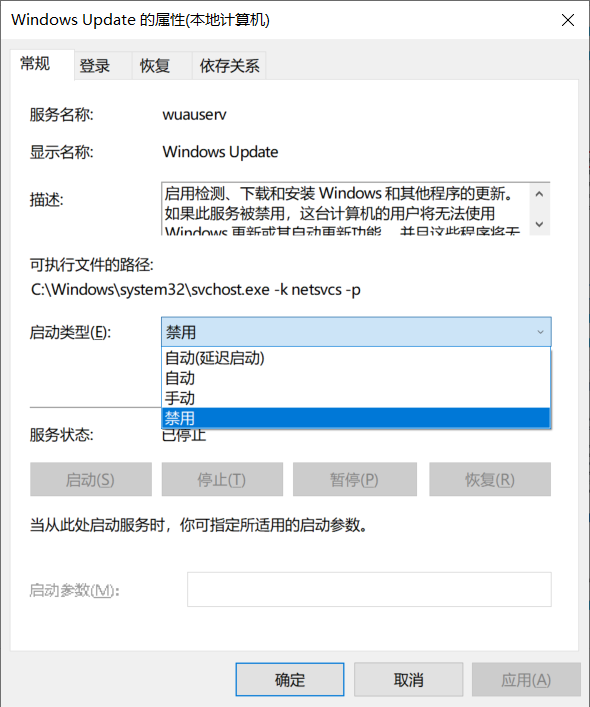 Windows Update 的属性(本地计算机)
常规 登录 恢复 依存关系
服务名称: wuauserv
显示名称: Windows Update
描述: 启用检测、下载和安装 Windows 和其他程序的更新。
如果此服务被禁用，这台计算机的用户将无法使用
Windows 更新或其自动更新功能，并且这些程序将无
可执行文件的路径:
C:\Windows\system32\svchost.exe -k netsvcs -p
启动类型(E): 禁用
自动(延迟启动)
自动
手动
禁用
服务状态: 已停止
启动(S) 停止(T) 暂停(P) 恢复(R)
当从此处启动服务时，你可指定所适用的启动参数。
启动参数(M):
确定 取消 应用(A)